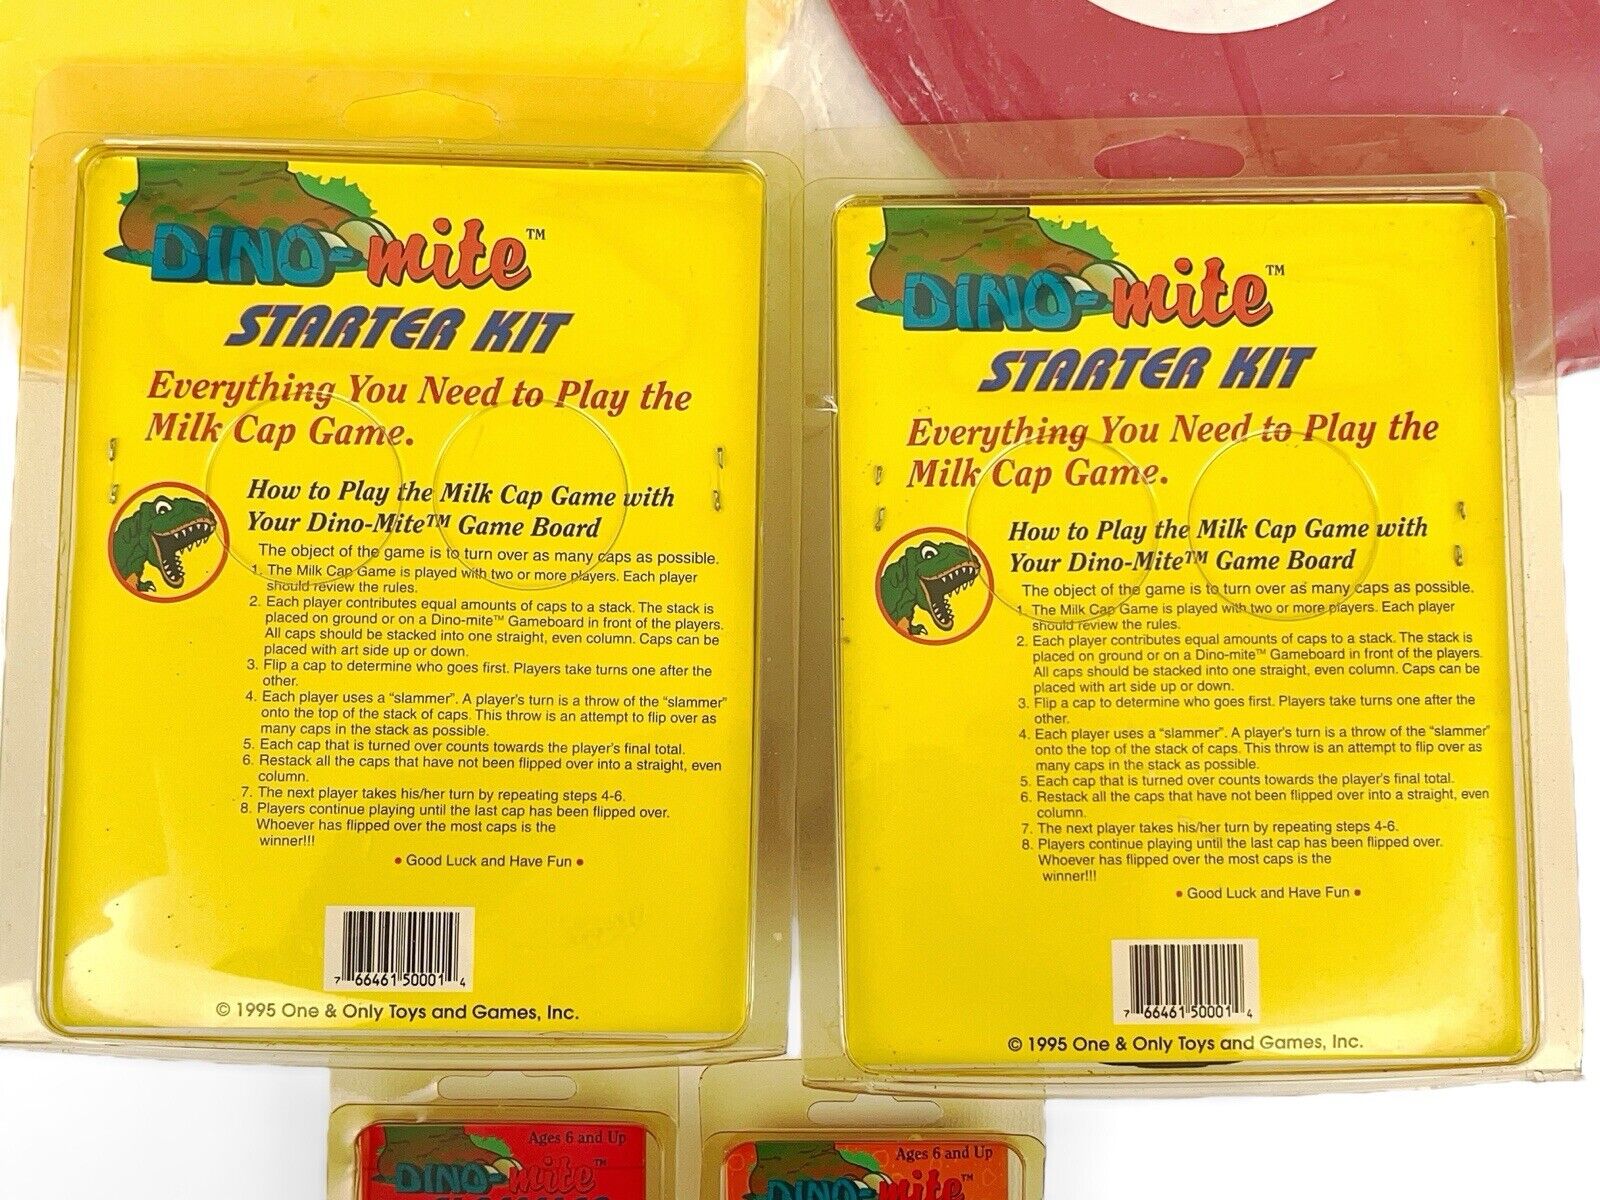 DINO-mite™
STARTER KIT
Everything You Need to Play the
Milk Cap Game.
How to Play the Milk Cap Game with
Your Dino-Mite™ Game Board
The object of the game is to turn over as many caps as possible.
1. The Milk Cap Game is played with two or more players. Each player
should review the rules.
2. Each player contributes equal amounts of caps to a stack. The stack is
placed on ground or on a Dino-mite™ Gameboard in front of the players.
All caps should be stacked into one straight, even column. Caps can be
placed with art side up or down.
3. Flip a cap to determine who goes first. Players take turns one after the
other.
4. Each player uses a “slammer”. A player's turn is a throw of the “slammer”
onto the top of the stack of caps. This throw is an attempt to flip over as
many caps in the stack as possible.
5. Each cap that is turned over counts towards the player's final total.
6. Restack all the caps that have not been flipped over into a straight, even
column.
7. The next player takes his/her turn by repeating steps 4-6.
8. Players continue playing until the last cap has been flipped over.
Whoever has flipped over the most caps is the
winner!!!
• Good Luck and Have Fun •
7 66461 50001 4
© 1995 One & Only Toys and Games, Inc.
DINO-mite™
STARTER KIT
Everything You Need to Play the
Milk Cap Game.
How to Play the Milk Cap Game with
Your Dino-Mite™ Game Board
The object of the game is to turn over as many caps as possible.
1. The Milk Cap Game is played with two or more players. Each player
should review the rules.
2. Each player contributes equal amounts of caps to a stack. The stack is
placed on ground or on a Dino-mite™ Gameboard in front of the players.
All caps should be stacked into one straight, even column. Caps can be
placed with art side up or down.
3. Flip a cap to determine who goes first. Players take turns one after the
other.
4. Each player uses a “slammer”. A player's turn is a throw of the “slammer”
onto the top of the stack of caps. This throw is an attempt to flip over as
many caps in the stack as possible.
5. Each cap that is turned over counts towards the player's final total.
6. Restack all the caps that have not been flipped over into a straight, even
column.
7. The next player takes his/her turn by repeating steps 4-6.
8. Players continue playing until the last cap has been flipped over.
Whoever has flipped over the most caps is the
winner!!!
• Good Luck and Have Fun •
7 66461 50001 4
© 1995 One & Only Toys and Games, Inc.
Ages 6 and Up
DINO-mite™
Ages 6 and Up
DINO-mite™